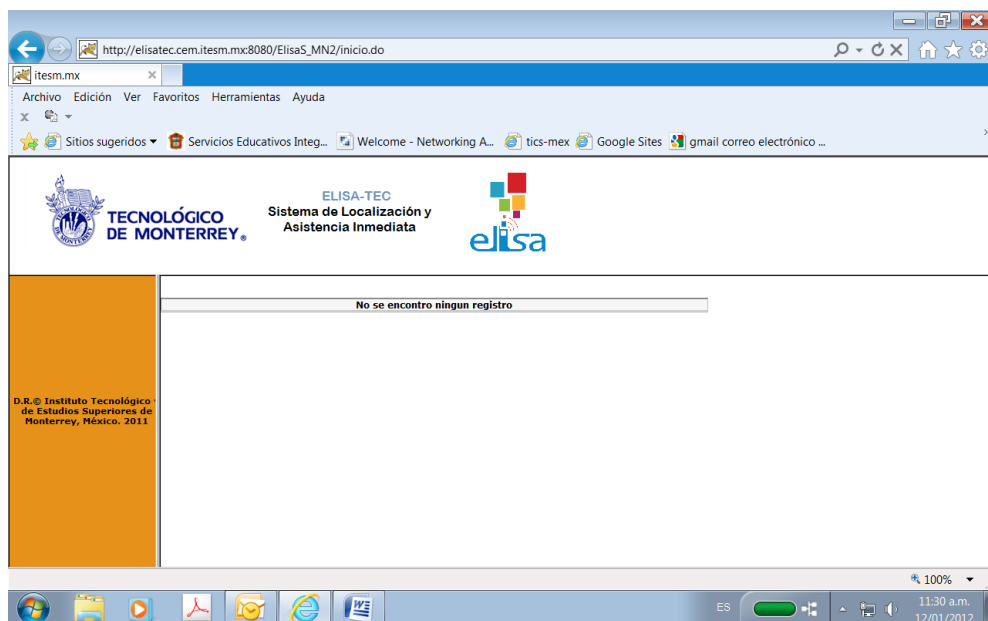 http://elisatec.cem.itesm.mx:8080/ElisaS_MN2/inicio.do
itesm.mx
Archivo Edición Ver Favoritos Herramientas Ayuda
Sitios sugeridos Servicios Educativos Integ... Welcome - Networking A... tics-mex Google Sites gmail correo electrónico ...
TECNOLÓGICO
DE MONTERREY®
ELISA-TEC
Sistema de Localización y
Asistencia Inmediata
elisa
No se encontro ningun registro
D.R.© Instituto Tecnológico
de Estudios Superiores de
Monterrey, México. 2011
100%
ES
11:30 a.m.
12/01/2012